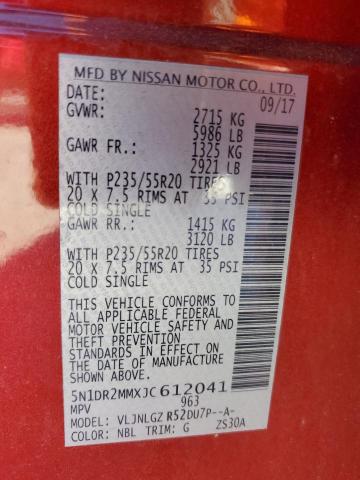 MFD BY NISSAN MOTOR CO., LTD.
DATE: 09/17
GVWR: 2715 KG
5986 LB
GAWR FR.: 1325 KG
2921 LB
WITH P235/55R20 TIRES
20 X 7.5 RIMS AT 35 PSI
COLD SINGLE
GAWR RR.: 1415 KG
3120 LB
WITH P235/55R20 TIRES
20 X 7.5 RIMS AT 35 PSI
COLD SINGLE
THIS VEHICLE CONFORMS TO
ALL APPLICABLE FEDERAL
MOTOR VEHICLE SAFETY AND
THEFT PREVENTION
STANDARDS IN EFFECT ON
THE DATE OF MANUFACTURE
5N1DR2MMXJC612041
MPV 963
MODEL: VLJNLGZ R52DU7P--A-
COLOR: NBL TRIM: G ZS30A